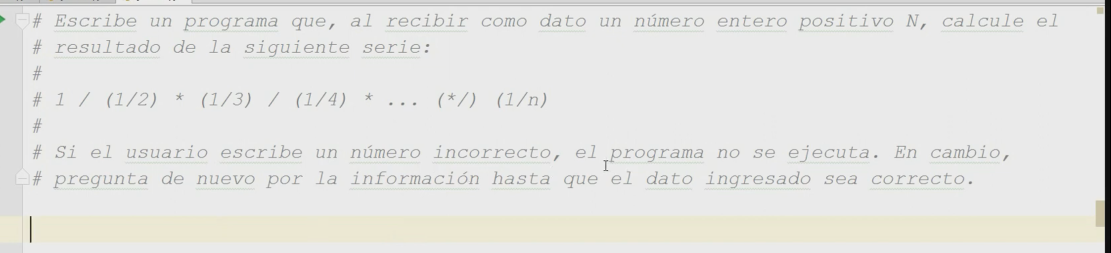 # Escribe un programa que, al recibir como dato un número entero positivo N, calcule el
# resultado de la siguiente serie:
#
# 1 / (1/2) * (1/3) / (1/4) * ... (*/) (1/n)
#
# Si el usuario escribe un número incorrecto, el programa no se ejecuta. En cambio,
# pregunta de nuevo por la información hasta que el dato ingresado sea correcto.